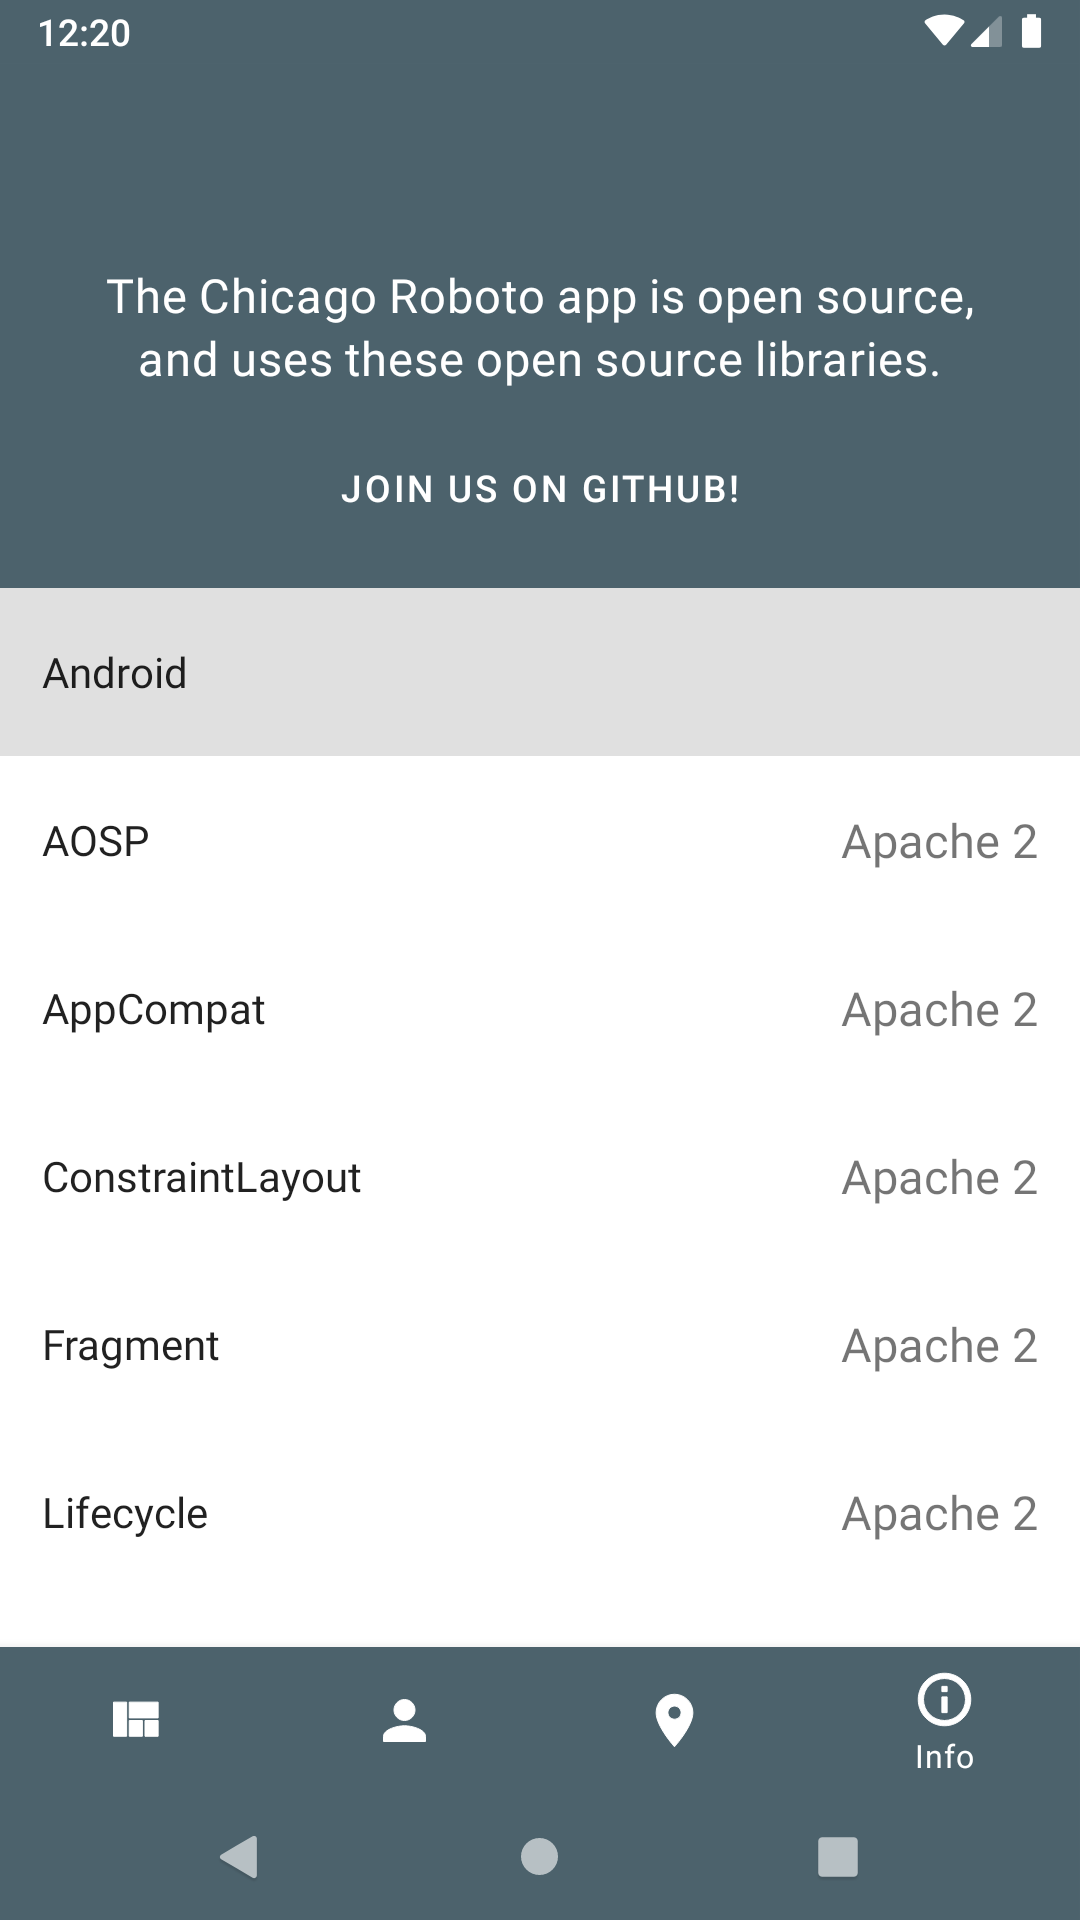 12:20
The Chicago Roboto app is open source,
and uses these open source libraries.
JOIN US ON GITHUB!
Android
AOSP Apache 2
AppCompat Apache 2
ConstraintLayout Apache 2
Fragment Apache 2
Lifecycle Apache 2
Info